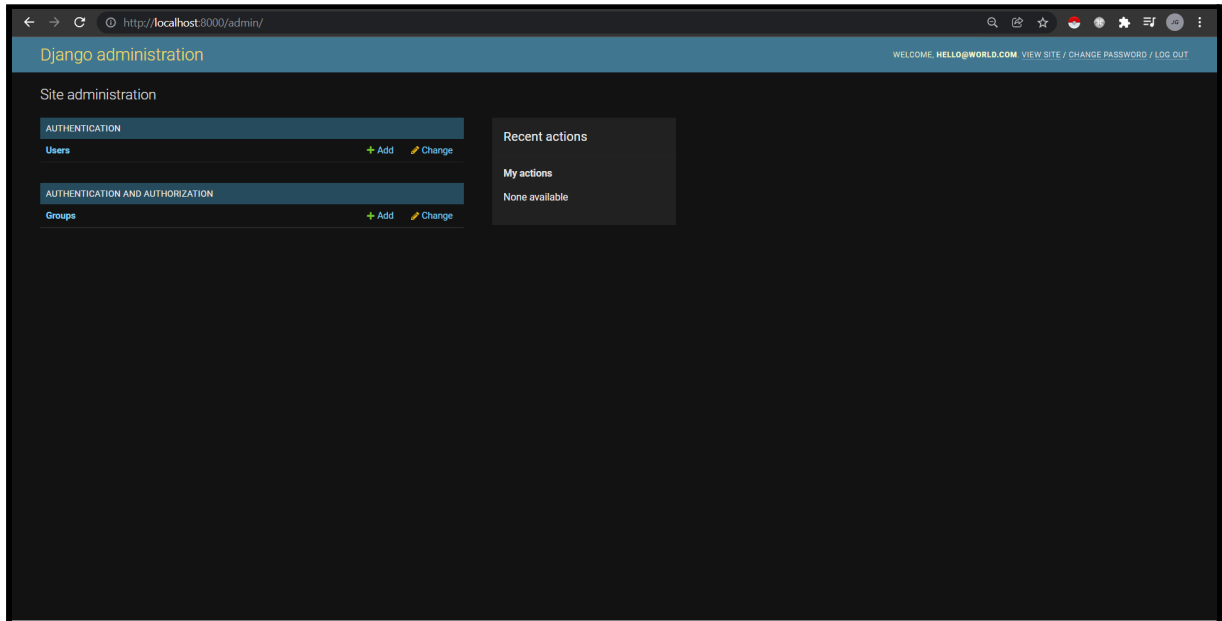 http://localhost:8000/admin/
JG
Django administration
WELCOME, HELLO@WORLD.COM. VIEW SITE / CHANGE PASSWORD / LOG OUT
Site administration
AUTHENTICATION
Users + Add Change
AUTHENTICATION AND AUTHORIZATION
Groups + Add Change
Recent actions
My actions
None available